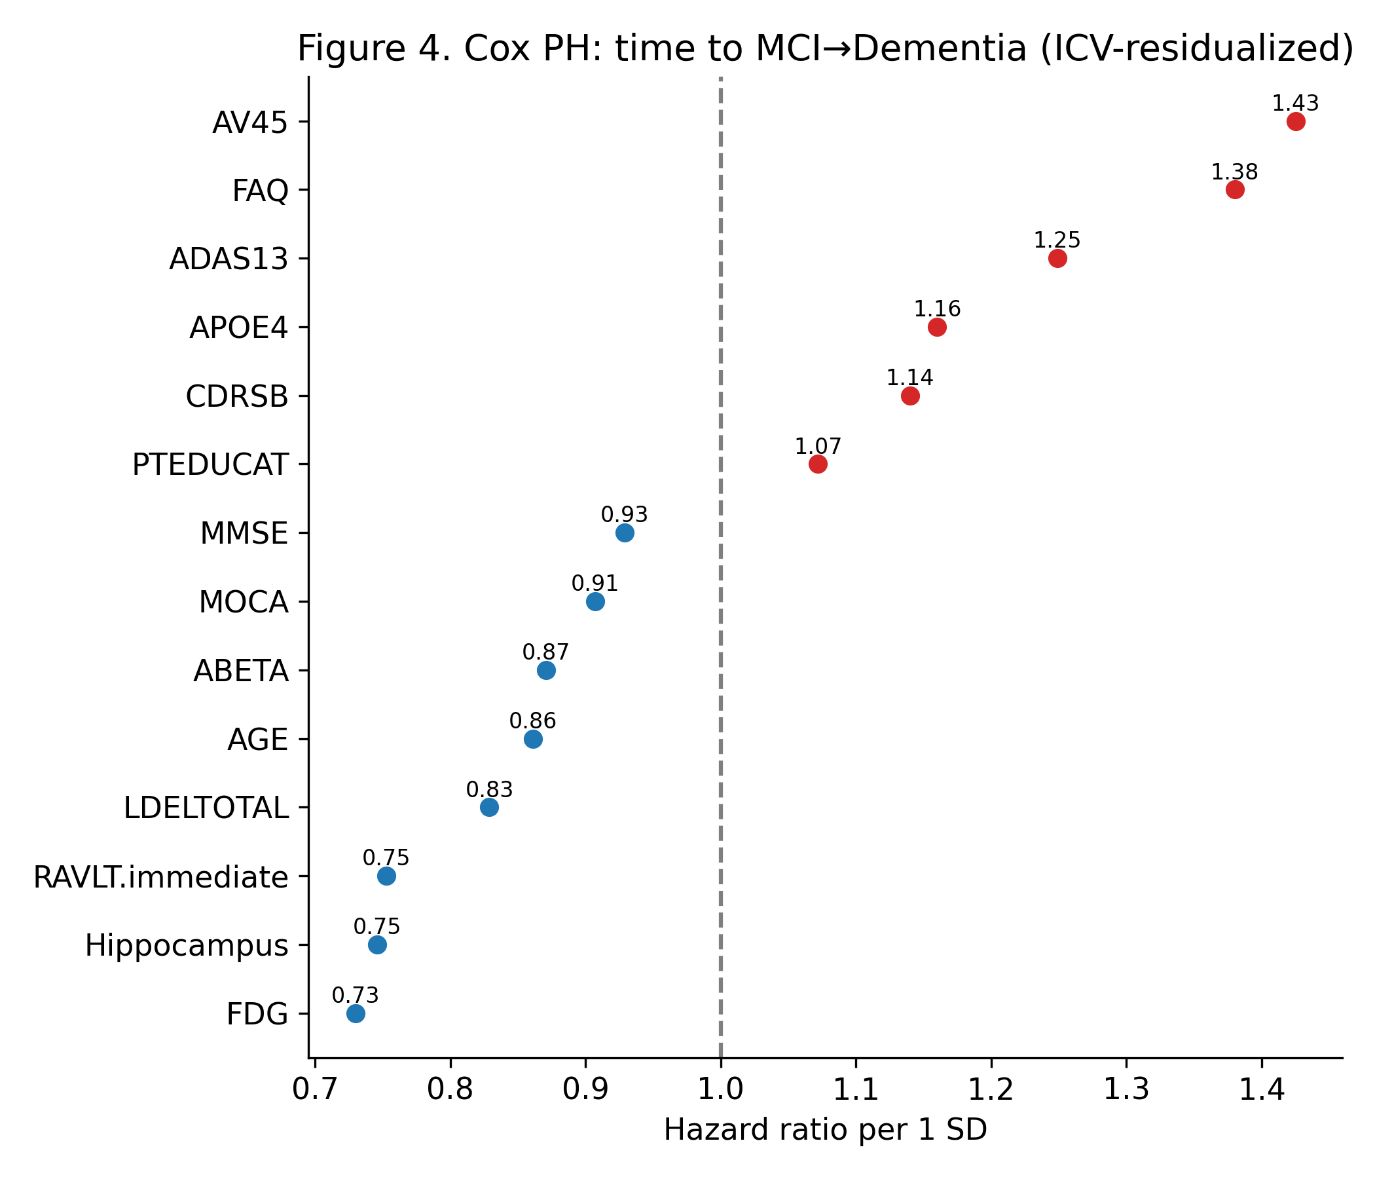 Figure 4. Cox PH: time to MCI→Dementia (ICV-residualized)
AV45 1.43
FAQ 1.38
ADAS13 1.25
APOE4 1.16
CDRSB 1.14
PTEDUCAT 1.07
MMSE 0.93
MOCA 0.91
ABETA 0.87
AGE 0.86
LDELTOTAL 0.83
RAVLT.immediate 0.75
Hippocampus 0.75
FDG 0.73
0.7 0.8 0.9 1.0 1.1 1.2 1.3 1.4
Hazard ratio per 1 SD